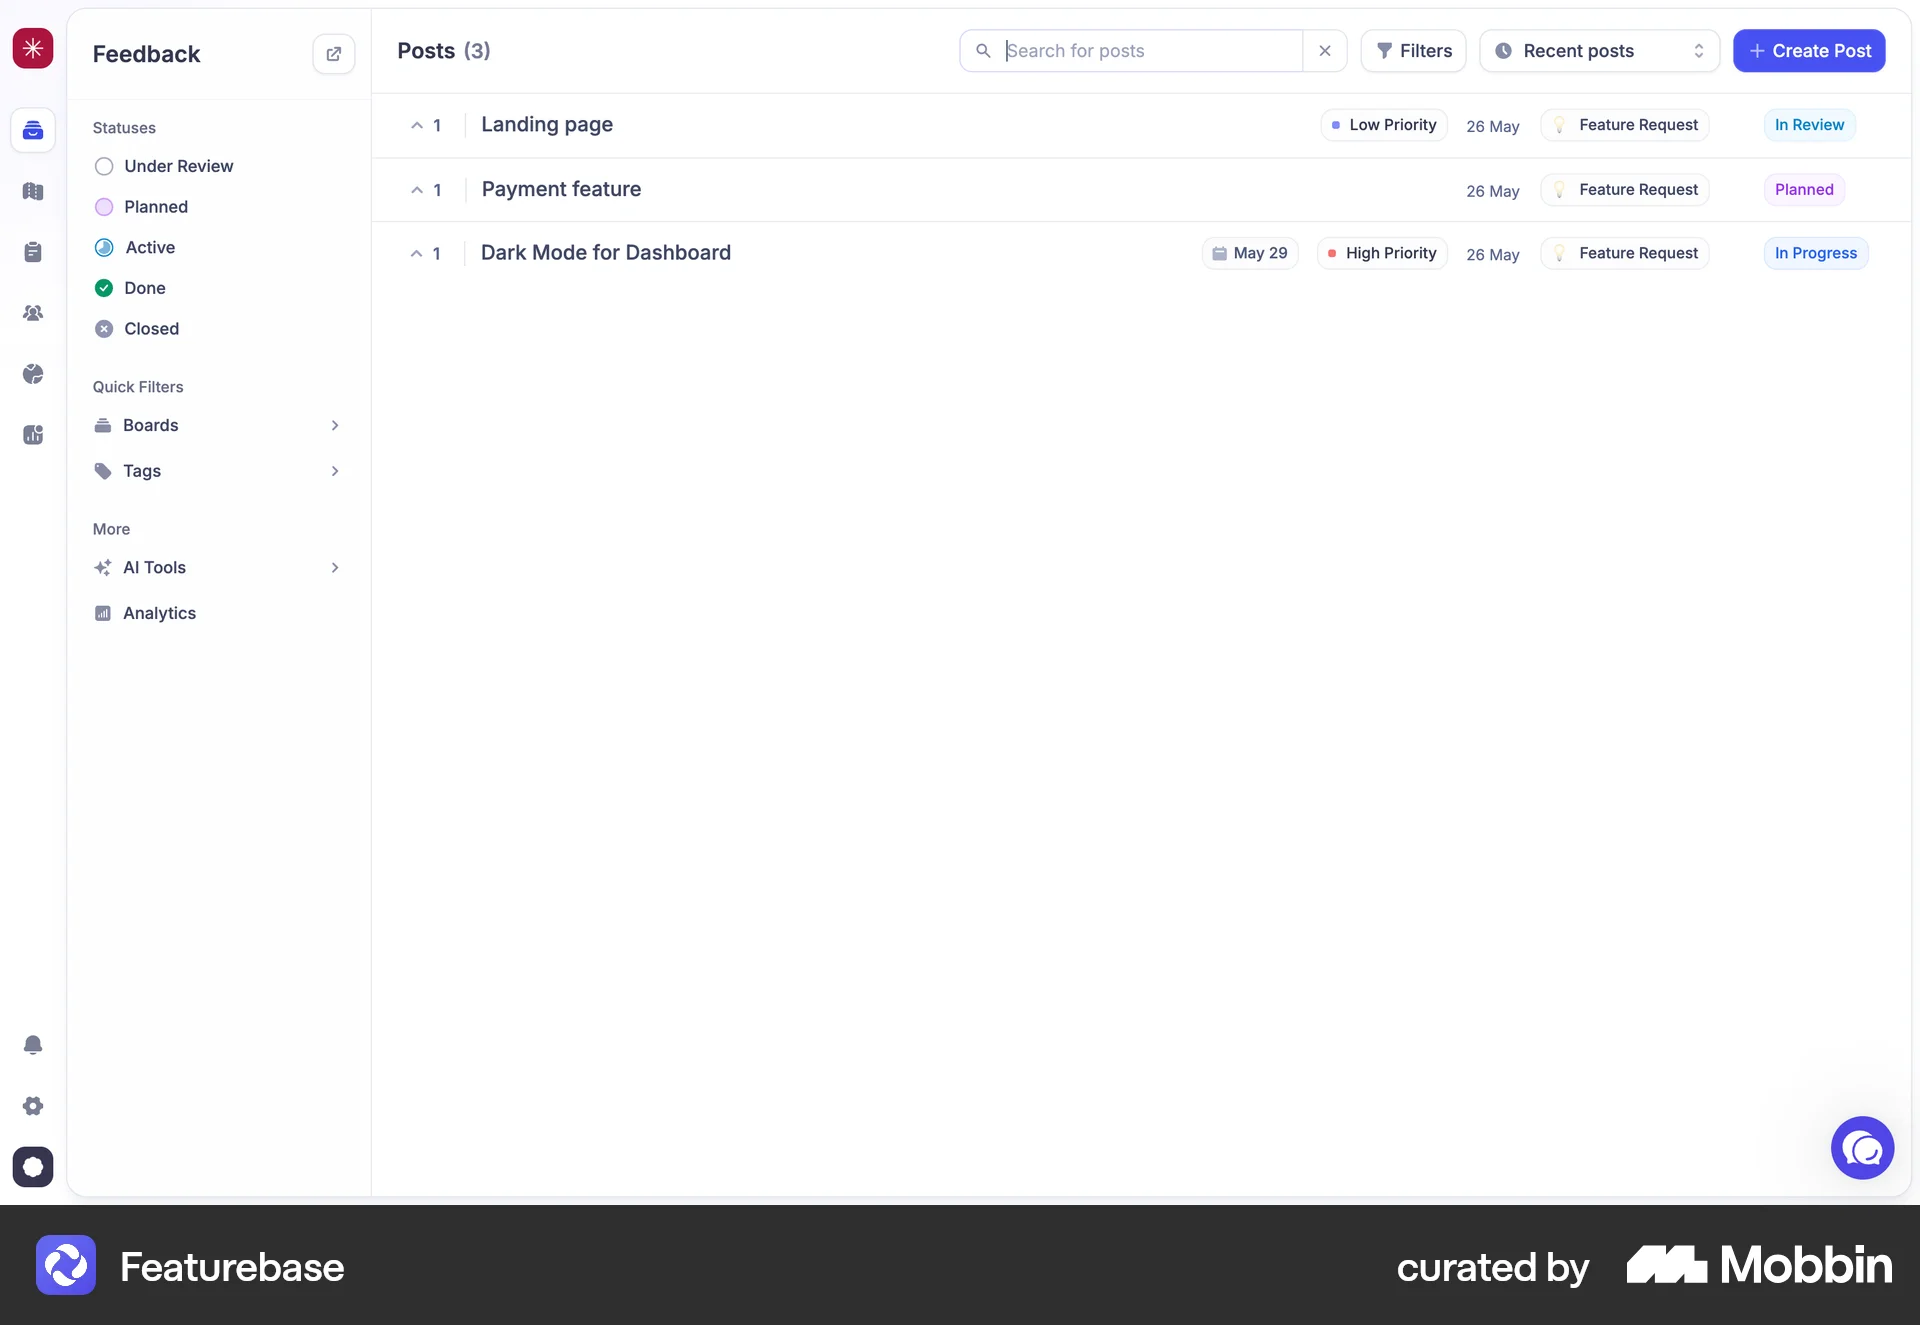 Feedback
Statuses
Under Review
Planned
Active
Done
Closed
Quick Filters
Boards
Tags
More
AI Tools
Analytics
Posts (3)
Search for posts
Filters
Recent posts
Create Post
1 Landing page Low Priority 26 May Feature Request In Review
1 Payment feature 26 May Feature Request Planned
1 Dark Mode for Dashboard May 29 High Priority 26 May Feature Request In Progress
Featurebase
curated by Mobbin